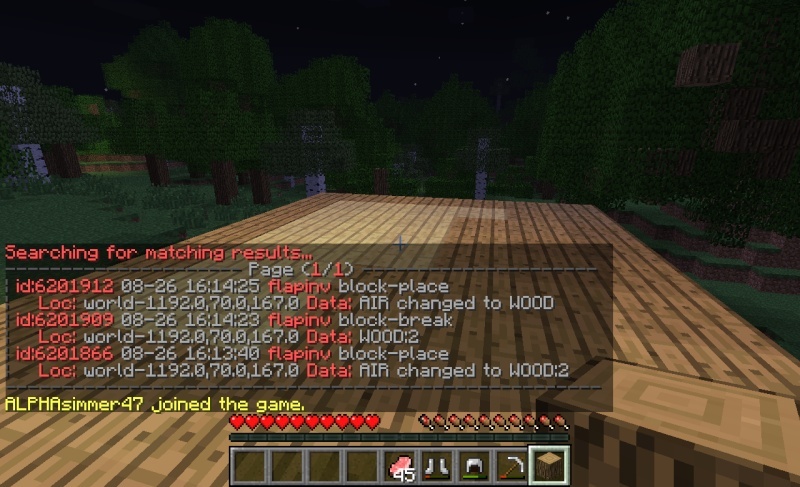 Searching for matching results...
--------------------- Page (1/1) ---------------------
id:6201912 08-26 16:14:25 flapinv block-place
Loc: world-1192.0,70.0,167.0 Data: AIR changed to WOOD
id:6201909 08-26 16:14:23 flapinv block-break
Loc: world-1192.0,70.0,167.0 Data: WOOD:2
id:6201866 08-26 16:13:40 flapinv block-place
Loc: world-1192.0,70.0,167.0 Data: AIR changed to WOOD:2
-----------------------------------------------------
ALPHAsimmer47 joined the game.
45